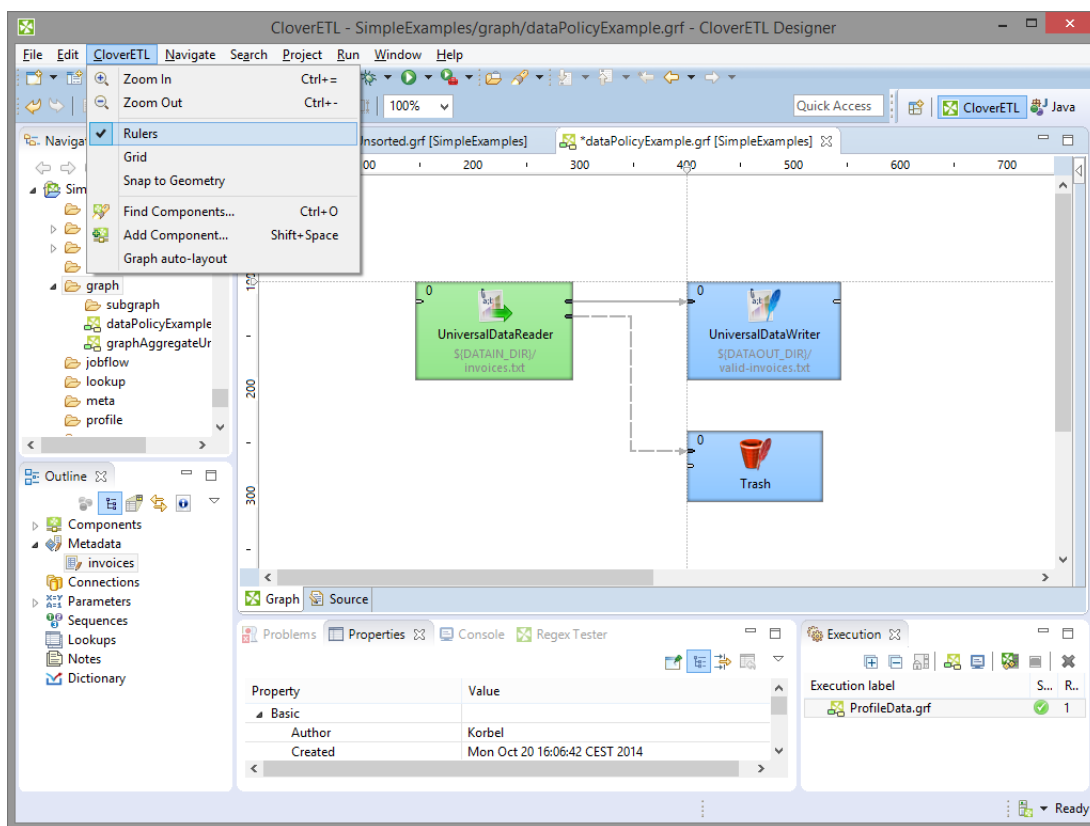 CloverETL - SimpleExamples/graph/dataPolicyExample.grf - CloverETL Designer
File Edit CloverETL Navigate Search Project Run Window Help
Zoom In Ctrl+=
Zoom Out Ctrl+-
Rulers
Grid
Snap to Geometry
Find Components... Ctrl+O
Add Component... Shift+Space
Graph auto-layout
100%
Quick Access
CloverETL
Java
Naviga
nsorted.grf [SimpleExamples]
*dataPolicyExample.grf [SimpleExamples]
00 200 300 400 500 600 700
Sim
graph
subgraph
dataPolicyExample
graphAggregateUr
jobflow
lookup
meta
profile
100
200
300
0
UniversalDataReader
${DATAIN_DIR}/
invoices.txt
0
UniversalDataWriter
${DATAOUT_DIR}/
valid-invoices.txt
0
Trash
Outline
Components
Metadata
invoices
Connections
Parameters
Sequences
Lookups
Notes
Dictionary
Graph Source
Problems Properties Console Regex Tester
Property Value
Basic
Author Korbel
Created Mon Oct 20 16:06:42 CEST 2014
Execution
Execution label S... R..
ProfileData.grf 1
Ready